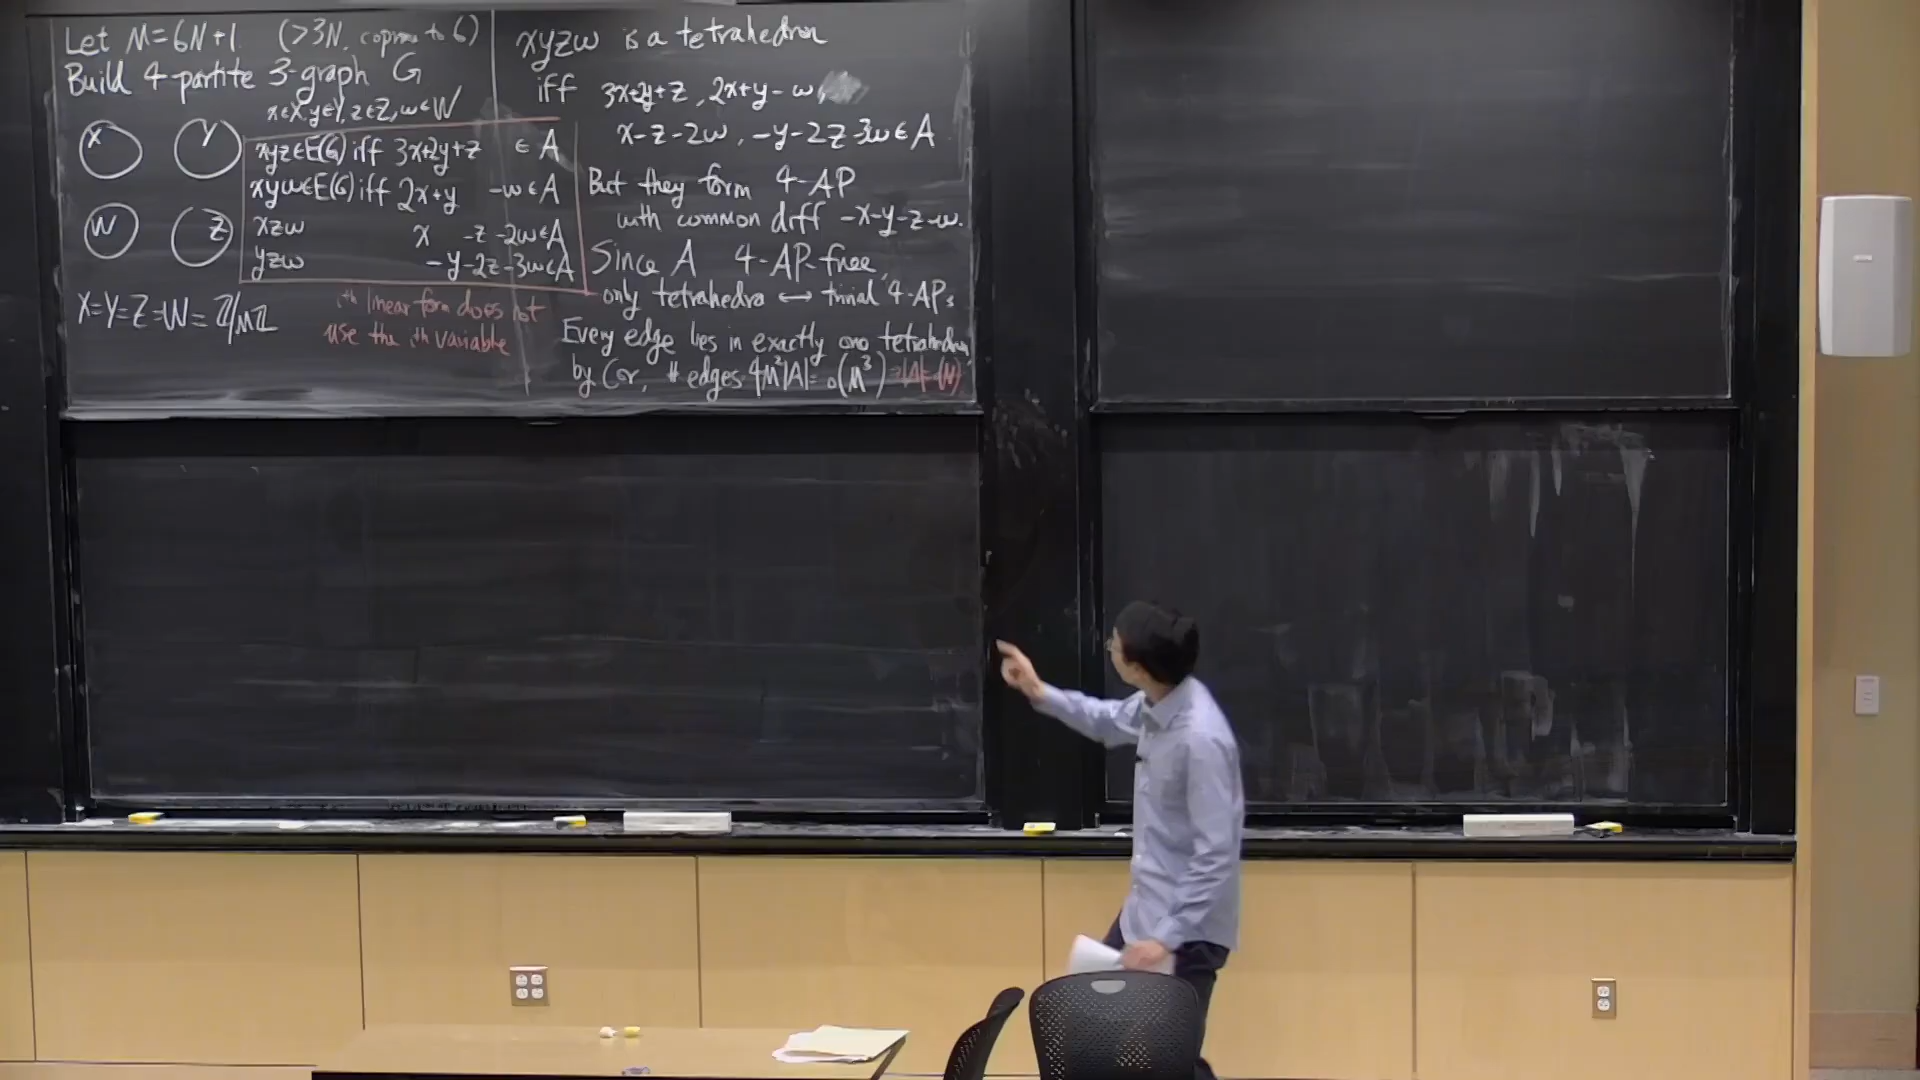 Let M=6N+1 (>3N, coprime to 6)
Build 4-partite 3-graph G
x∈X, y∈Y, z∈Z, w∈W
X Y
W Z
xyz∈E(G) iff 3x+2y+z ∈ A
xyw∈E(G) iff 2x+y -w∈A
xzw x -z-2w∈A
yzw -y-2z-3w∈A
X=Y=Z=W=ℤ/Mℤ
ith linear form does not
use the ith variable
xyzw is a tetrahedron
iff 3x+2y+z, 2x+y-w,
x-z-2w, -y-2z-3w∈A
But they form 4-AP
with common diff -x-y-z-w.
Since A 4-AP-free,
only tetrahedra ↔ trivial 4-APs
Every edge lies in exactly one tetrahedron
by Cor, # edges 4M²|A|=o(M³) ⇒|A|=o(N)